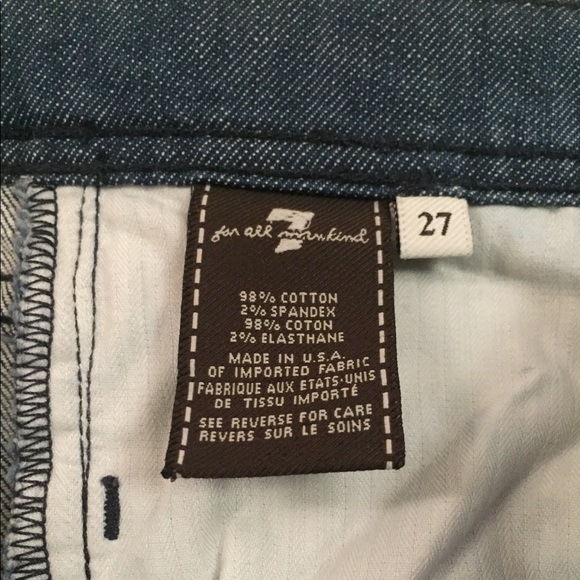 7
for all mankind
27
98% COTTON
2% SPANDEX
98% COTON
2% ELASTHANE
MADE IN U.S.A.
OF IMPORTED FABRIC
FABRIQUE AUX ETATS-UNIS
DE TISSU IMPORTÉ
SEE REVERSE FOR CARE
REVERS SUR LE SOINS